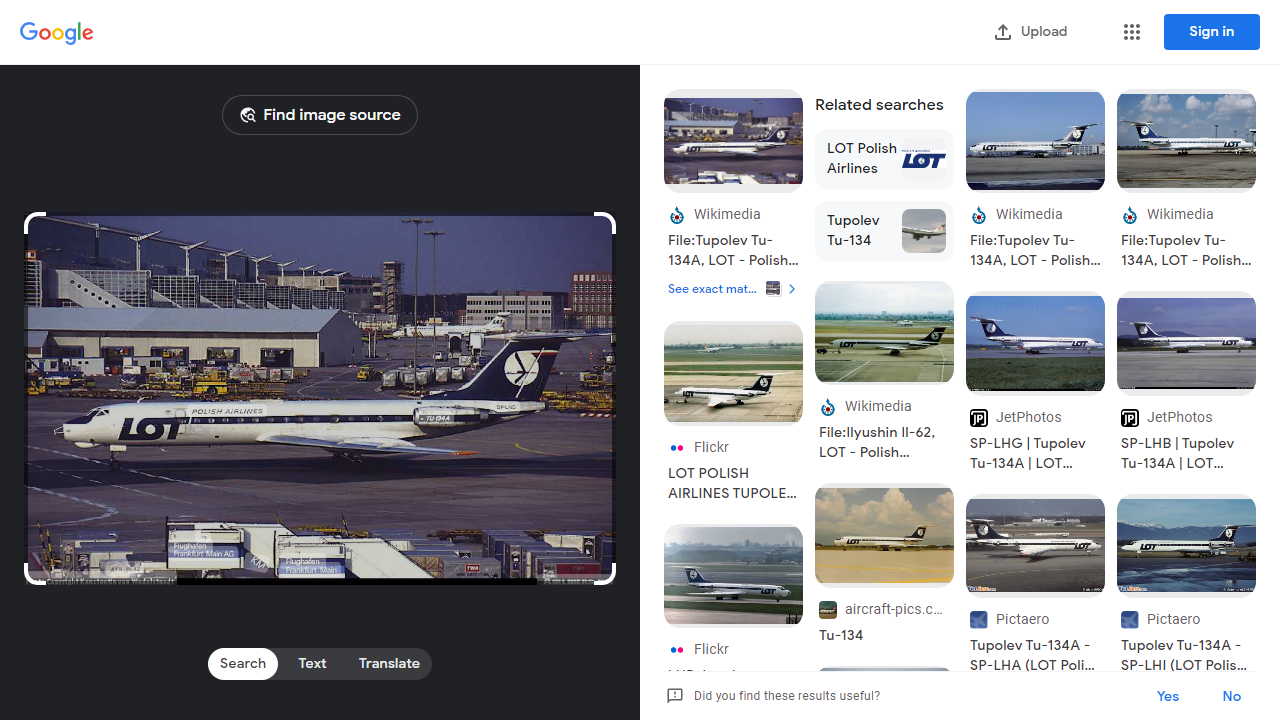 Google
Upload
Sign in
Find image source
POLISH AIRLINES
LOT
TU-134A
Flughafen
Frankfurt Main AG
Flughafen
Frankfurt Main
TWA
TWA
Search
Text
Translate
Wikimedia
File:Tupolev Tu-
134A, LOT - Polish...
See exact mat...
Flickr
LOT POLISH
AIRLINES TUPOLE...
Flickr
Related searches
LOT Polish
Airlines
LOT
Tupolev
Tu-134
Wikimedia
File:Ilyushin Il-62,
LOT - Polish...
aircraft-pics.c...
Tu-134
Wikimedia
File:Tupolev Tu-
134A, LOT - Polish...
JetPhotos
SP-LHG | Tupolev
Tu-134A | LOT...
Pictaero
Tupolev Tu-134A -
SP-LHA (LOT Poli...
Wikimedia
File:Tupolev Tu-
134A, LOT - Polish...
JetPhotos
SP-LHB | Tupolev
Tu-134A | LOT...
Pictaero
Tupolev Tu-134A -
SP-LHI (LOT Polis...
Did you find these results useful?
Yes
No